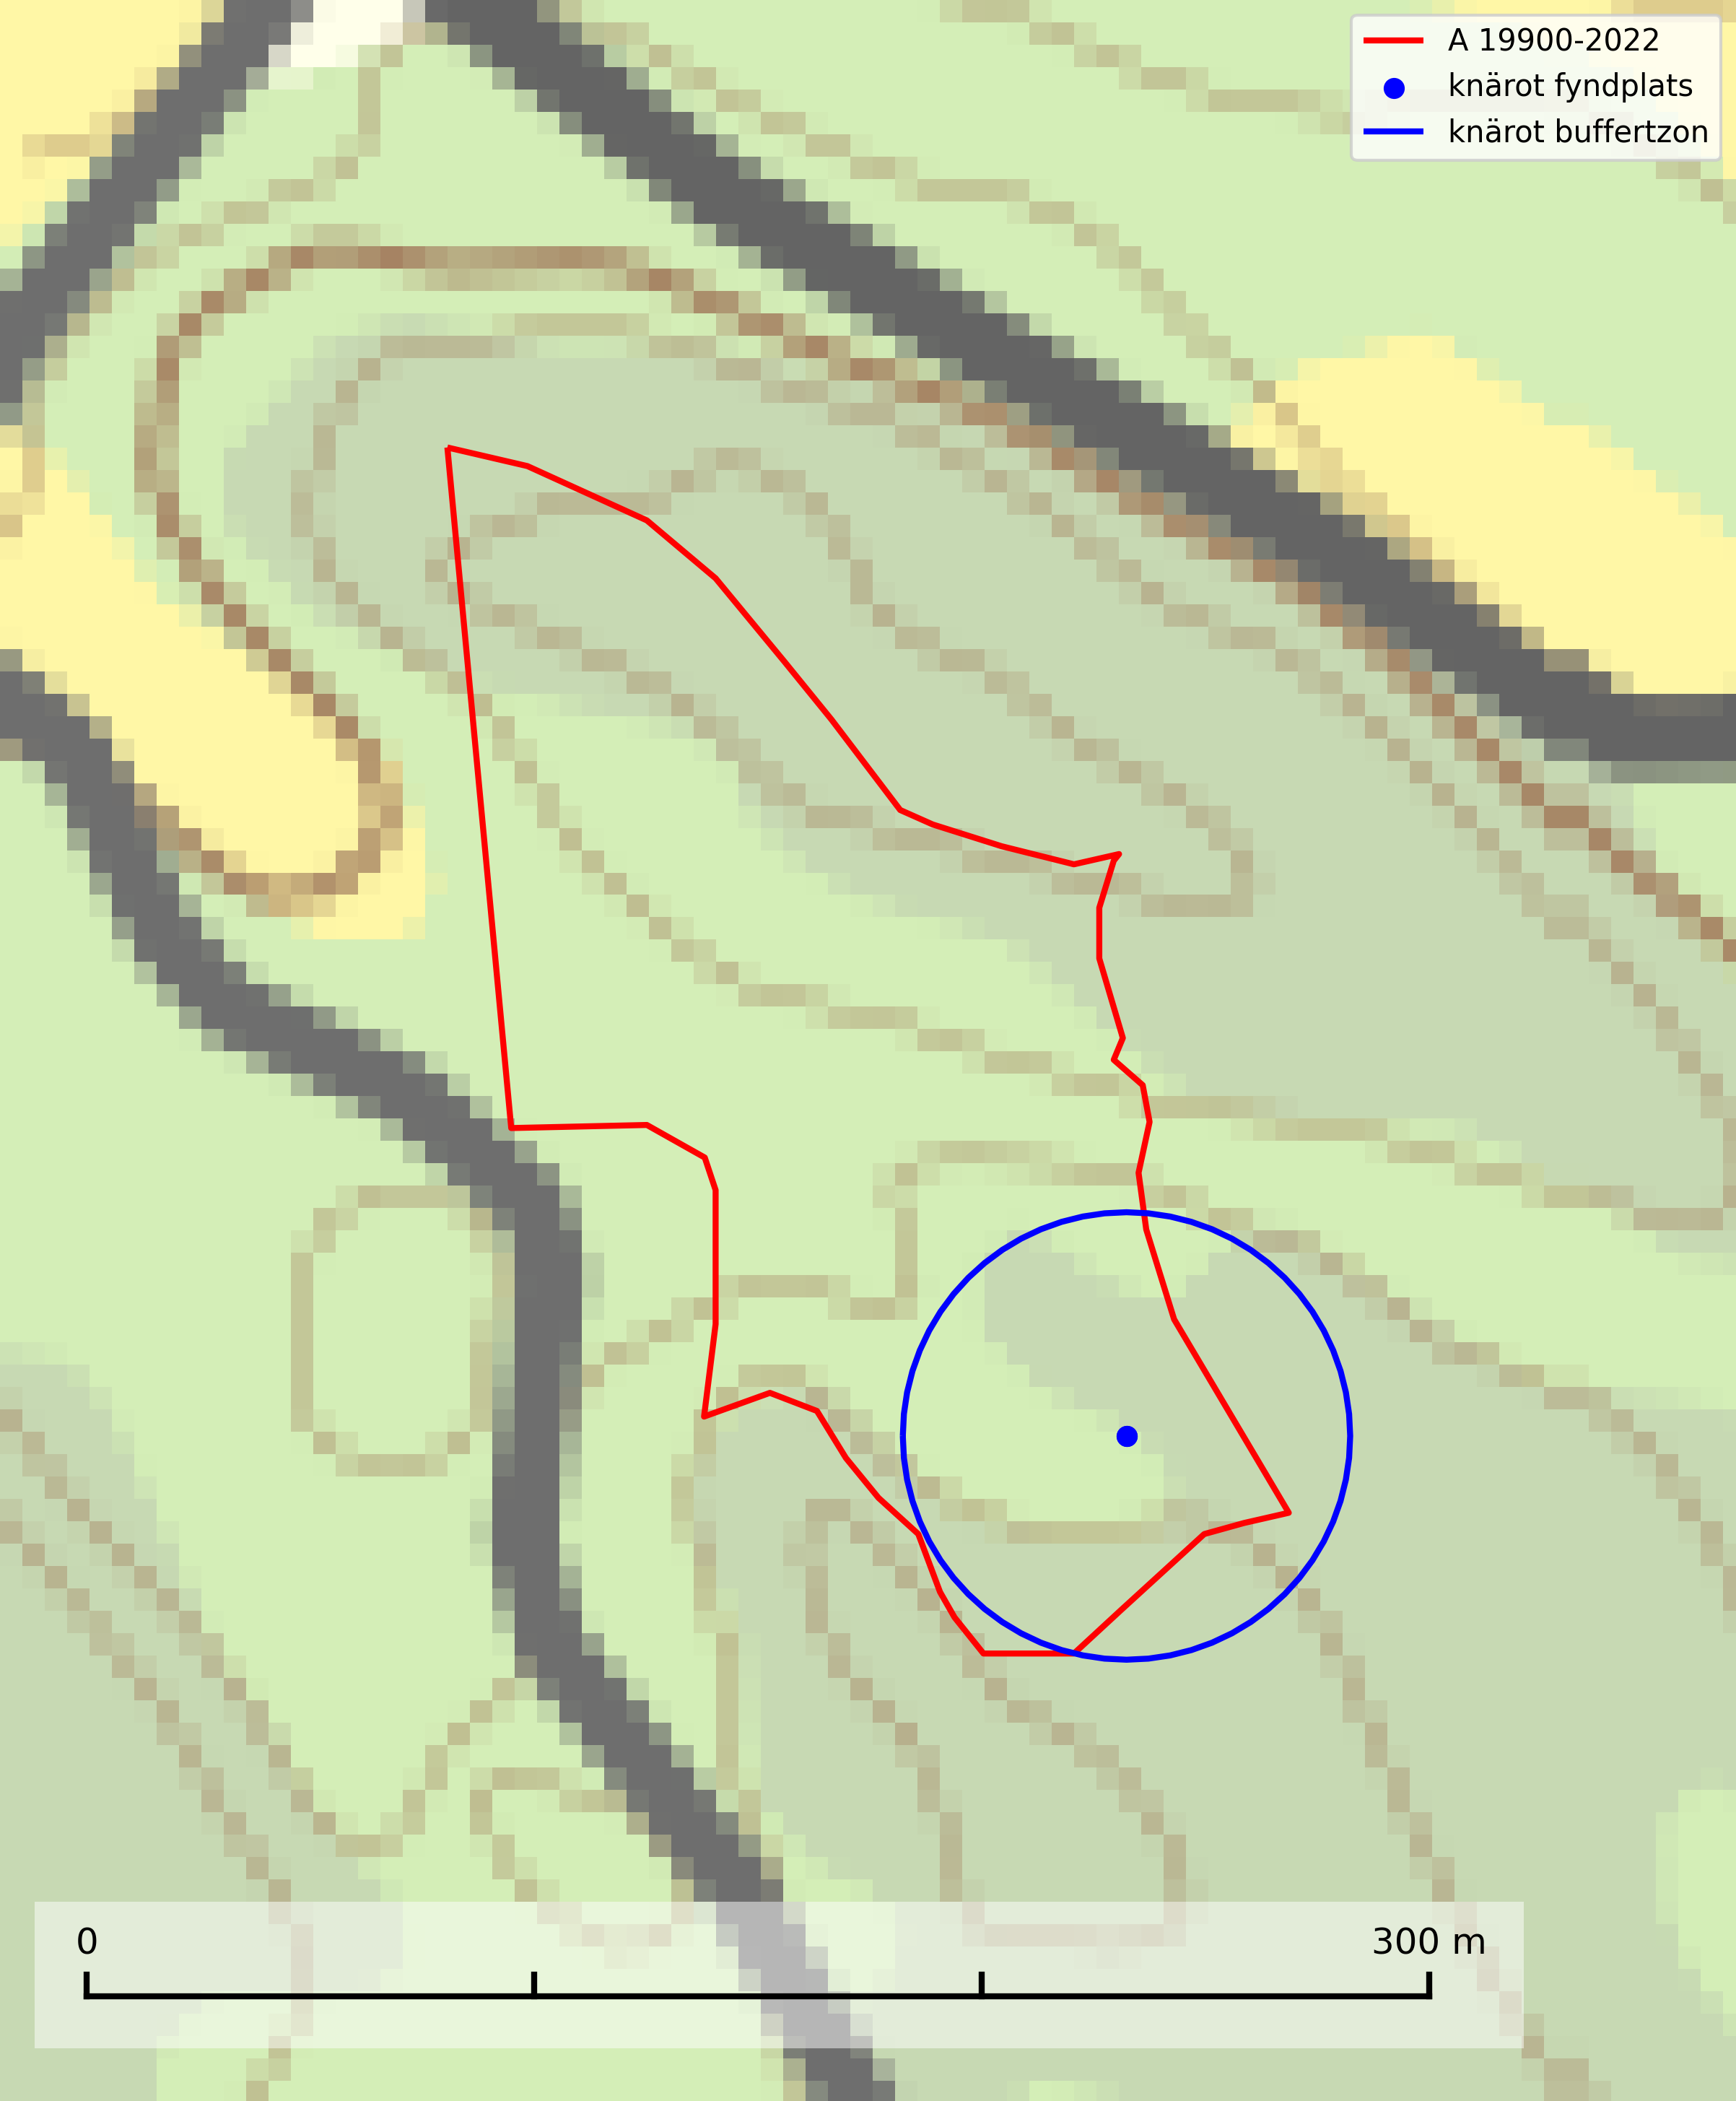 A 19900-2022
knärot fyndplats
knärot buffertzon
0 300 m